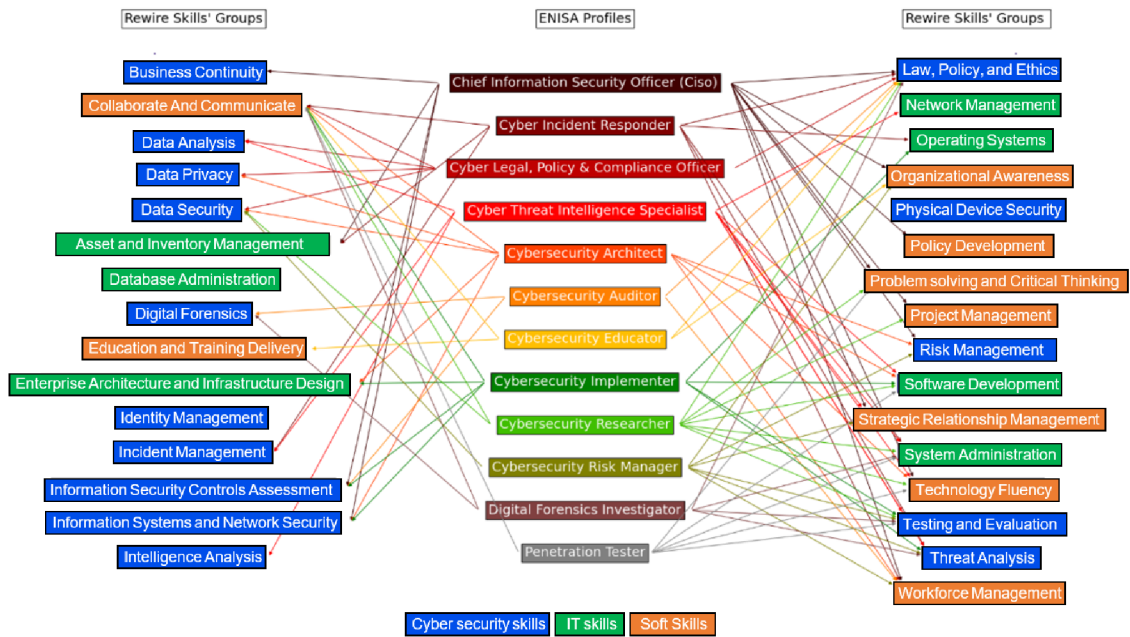 Rewire Skills' Groups
ENISA Profiles
Rewire Skills' Groups
Business Continuity
Collaborate And Communicate
Data Analysis
Data Privacy
Data Security
Asset and Inventory Management
Database Administration
Digital Forensics
Education and Training Delivery
Enterprise Architecture and Infrastructure Design
Identity Management
Incident Management
Information Security Controls Assessment
Information Systems and Network Security
Intelligence Analysis
Chief Information Security Officer (Ciso)
Cyber Incident Responder
Cyber Legal, Policy & Compliance Officer
Cyber Threat Intelligence Specialist
Cybersecurity Architect
Cybersecurity Auditor
Cybersecurity Educator
Cybersecurity Implementer
Cybersecurity Researcher
Cybersecurity Risk Manager
Digital Forensics Investigator
Penetration Tester
Law, Policy, and Ethics
Network Management
Operating Systems
Organizational Awareness
Physical Device Security
Policy Development
Problem solving and Critical Thinking
Project Management
Risk Management
Software Development
Strategic Relationship Management
System Administration
Technology Fluency
Testing and Evaluation
Threat Analysis
Workforce Management
Cyber security skills
IT skills
Soft Skills